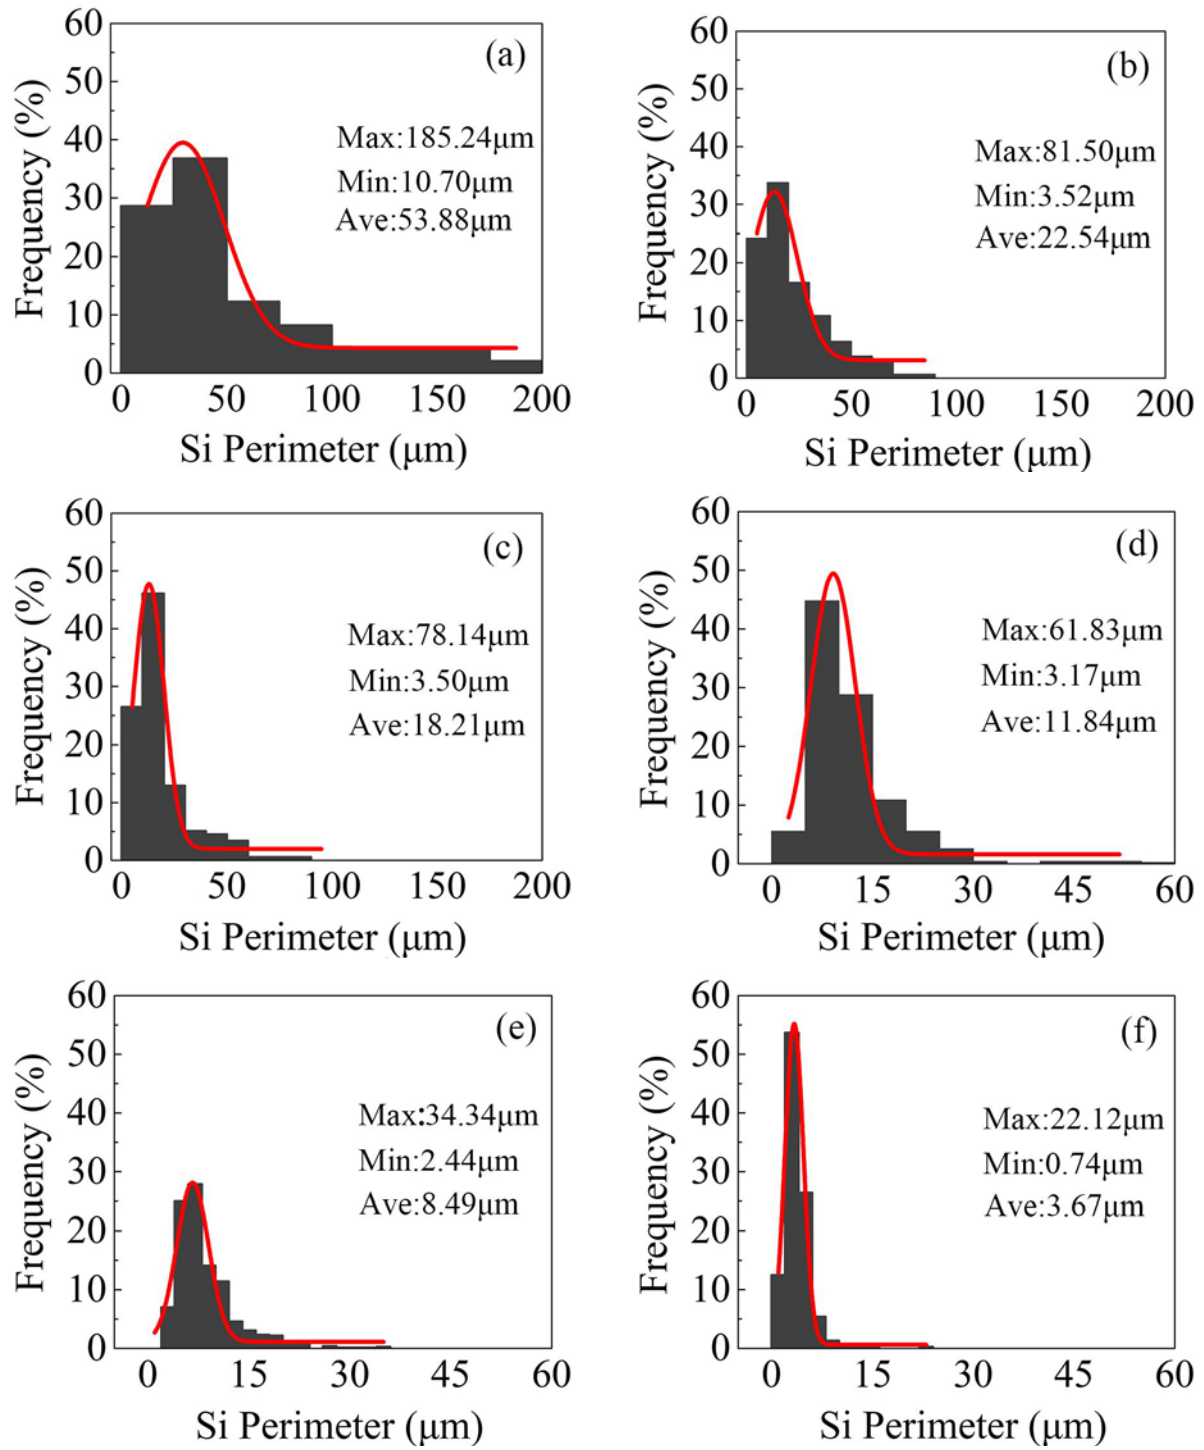 (a)
Max:185.24μm
Min:10.70μm
Ave:53.88μm
Frequency (%)
60
50
40
30
20
10
0
0 50 100 150 200
Si Perimeter (μm)
(b)
Max:81.50μm
Min:3.52μm
Ave:22.54μm
Frequency (%)
60
50
40
30
20
10
0
0 50 100 150 200
Si Perimeter (μm)
(c)
Max:78.14μm
Min:3.50μm
Ave:18.21μm
Frequency (%)
60
50
40
30
20
10
0
0 50 100 150 200
Si Perimeter (μm)
(d)
Max:61.83μm
Min:3.17μm
Ave:11.84μm
Frequency (%)
60
50
40
30
20
10
0
0 15 30 45 60
Si Perimeter (μm)
(e)
Max:34.34μm
Min:2.44μm
Ave:8.49μm
Frequency (%)
60
50
40
30
20
10
0
0 15 30 45 60
Si Perimeter (μm)
(f)
Max:22.12μm
Min:0.74μm
Ave:3.67μm
Frequency (%)
60
50
40
30
20
10
0
0 15 30 45 60
Si Perimeter (μm)